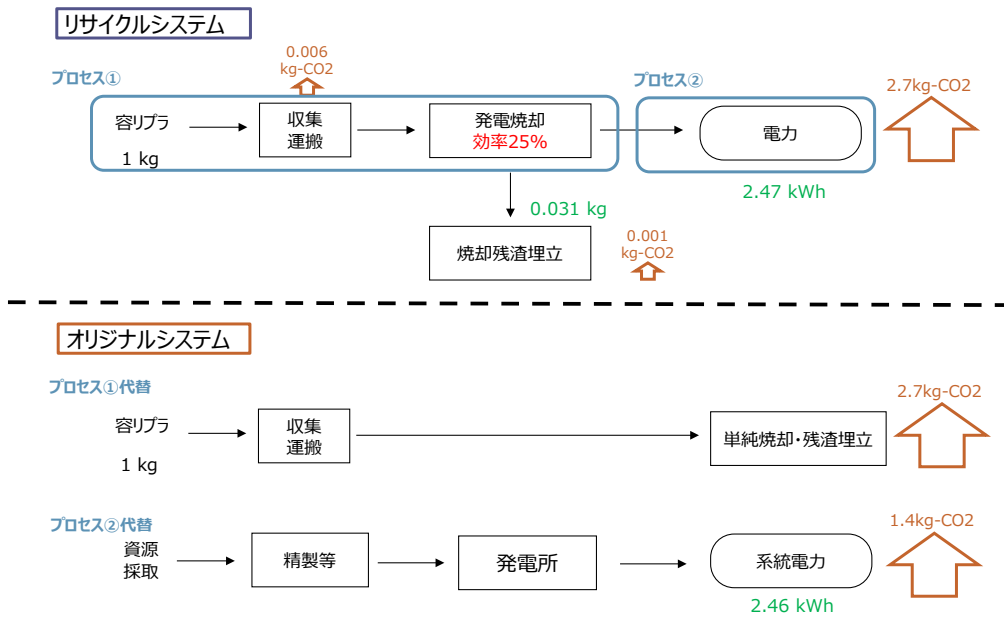 リサイクルシステム
0.006
kg-CO2
プロセス①
プロセス②
2.7kg-CO2
容リプラ
1 kg
収集
運搬
発電焼却
効率25%
電力
2.47 kWh
0.031 kg
焼却残渣埋立
0.001
kg-CO2
オリジナルシステム
プロセス①代替
2.7kg-CO2
容リプラ
1 kg
収集
運搬
単純焼却・残渣埋立
プロセス②代替
1.4kg-CO2
資源
採取
精製等
発電所
系統電力
2.46 kWh